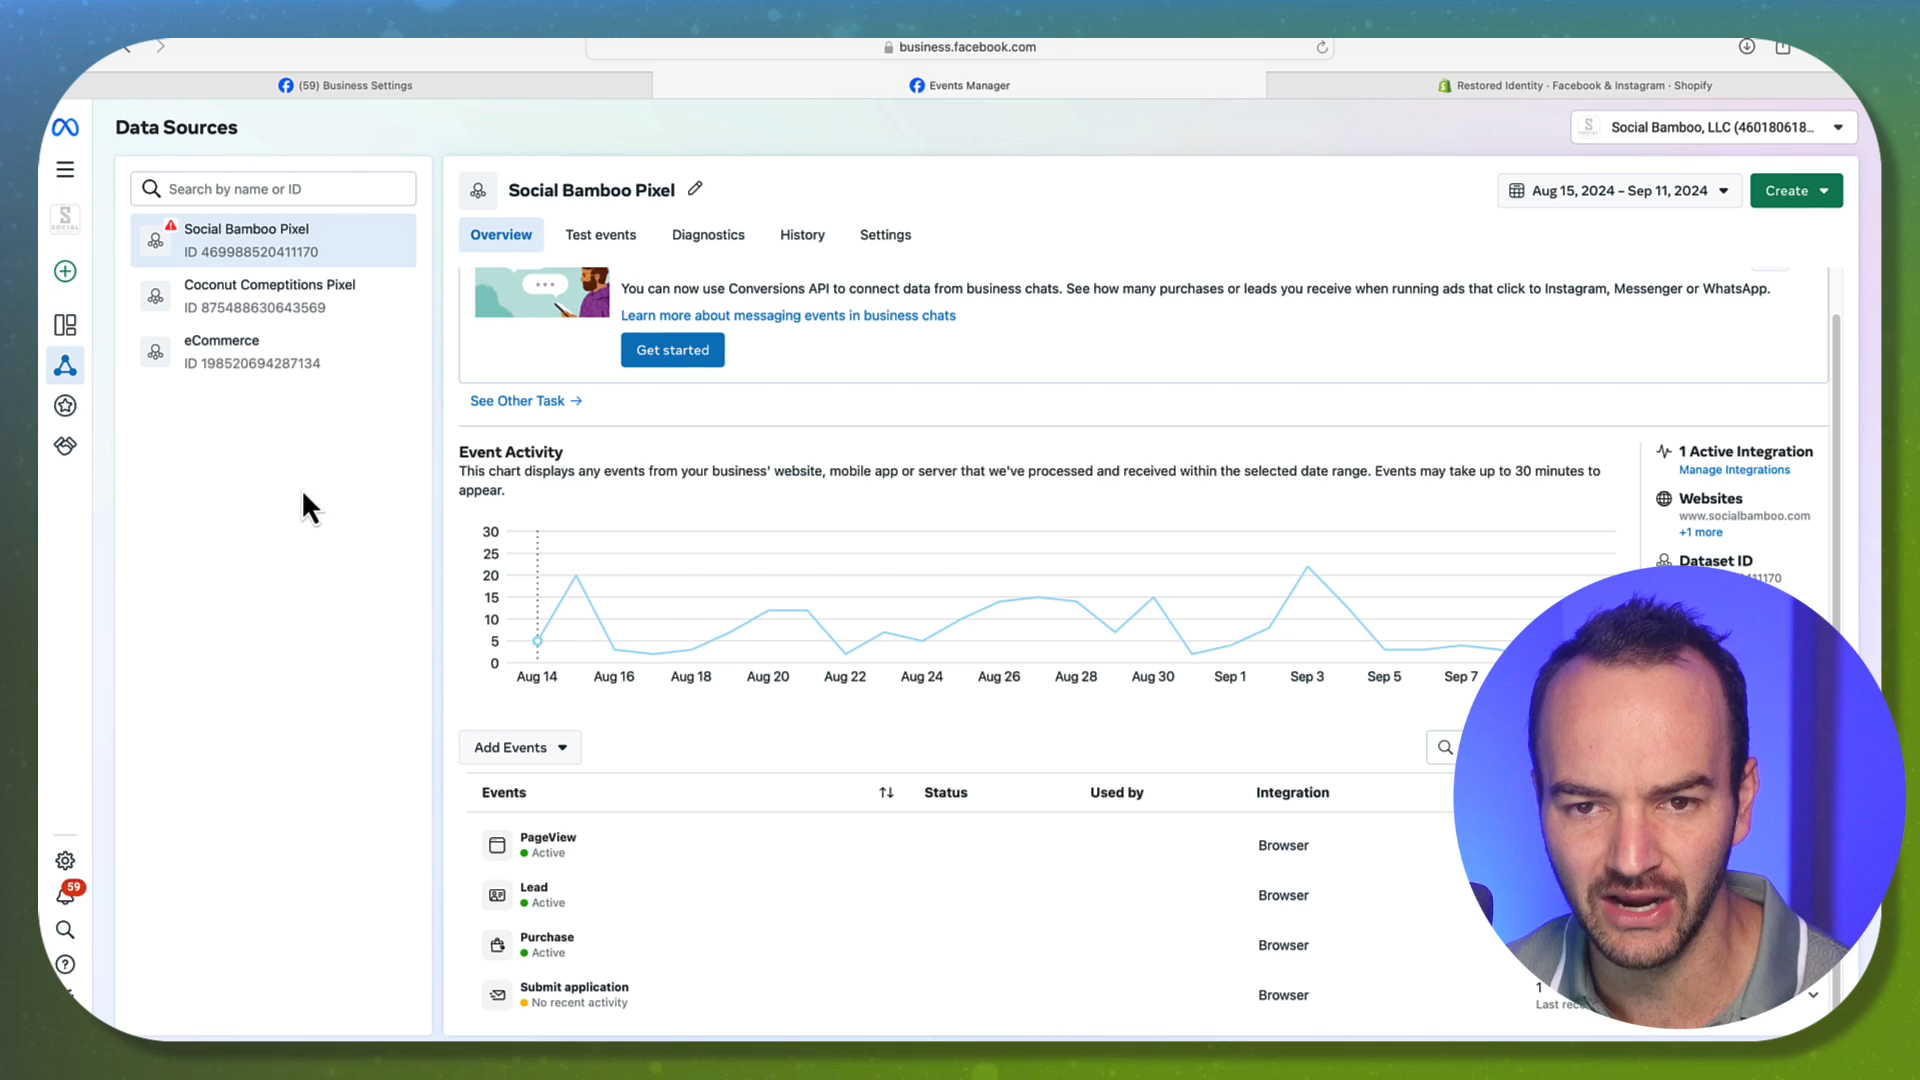 business.facebook.com
(59) Business Settings
Events Manager
Restored Identity · Facebook & Instagram · Shopify
Data Sources
S
Social Bamboo, LLC (460180618...
Search by name or ID
Social Bamboo Pixel
ID 469988520411170
Coconut Comeptitions Pixel
ID 875488630643569
eCommerce
ID 198520694287134
S
SOCIAL
59
Social Bamboo Pixel
Aug 15, 2024 – Sep 11, 2024
Create
Overview
Test events
Diagnostics
History
Settings
You can now use Conversions API to connect data from business chats. See how many purchases or leads you receive when running ads that click to Instagram, Messenger or WhatsApp.
Learn more about messaging events in business chats
Get started
See Other Task →
Event Activity
This chart displays any events from your business' website, mobile app or server that we've processed and received within the selected date range. Events may take up to 30 minutes to
appear.
1 Active Integration
Manage Integrations
Websites
www.socialbamboo.com
+1 more
Dataset ID
30
25
20
15
10
5
0
Aug 14 Aug 16 Aug 18 Aug 20 Aug 22 Aug 24 Aug 26 Aug 28 Aug 30 Sep 1 Sep 3 Sep 5 Sep 7
Add Events
Events Status Used by Integration
PageView
Active
Browser
Lead
Active
Browser
Purchase
Active
Browser
Submit application
No recent activity
Browser
1
Last